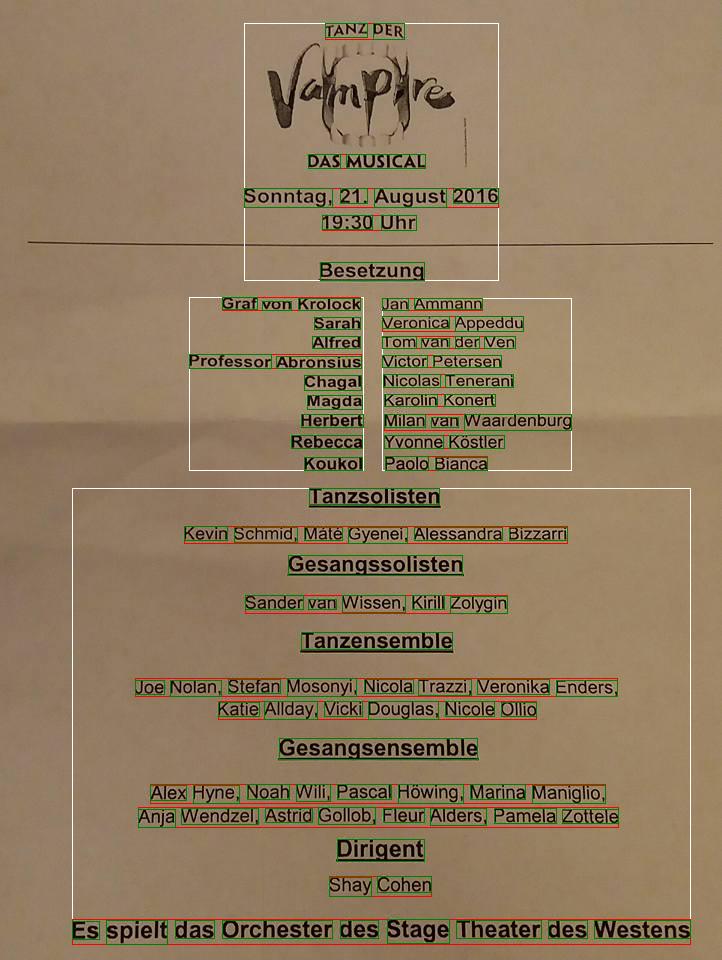 TANZ DER
Vampire
DAS MUSICAL
Sonntag, 21. August 2016
19:30 Uhr
Besetzung
Graf von Krolock Jan Ammann
Sarah Veronica Appeddu
Alfred Tom van der Ven
Professor Abronsius Victor Petersen
Chagal Nicolas Tenerani
Magda Karolin Konert
Herbert Milan van Waardenburg
Rebecca Yvonne Köstler
Koukol Paolo Bianca
Tanzsolisten
Kevin Schmid, Máté Gyenei, Alessandra Bizzarri
Gesangssolisten
Sander van Wissen, Kirill Zolygin
Tanzensemble
Joe Nolan, Stefan Mosonyi, Nicola Trazzi, Veronika Enders,
Katie Allday, Vicki Douglas, Nicole Ollio
Gesangsensemble
Alex Hyne, Noah Wili, Pascal Höwing, Marina Maniglio,
Anja Wendzel, Astrid Gollob, Fleur Alders, Pamela Zottele
Dirigent
Shay Cohen
Es spielt das Orchester des Stage Theater des Westens